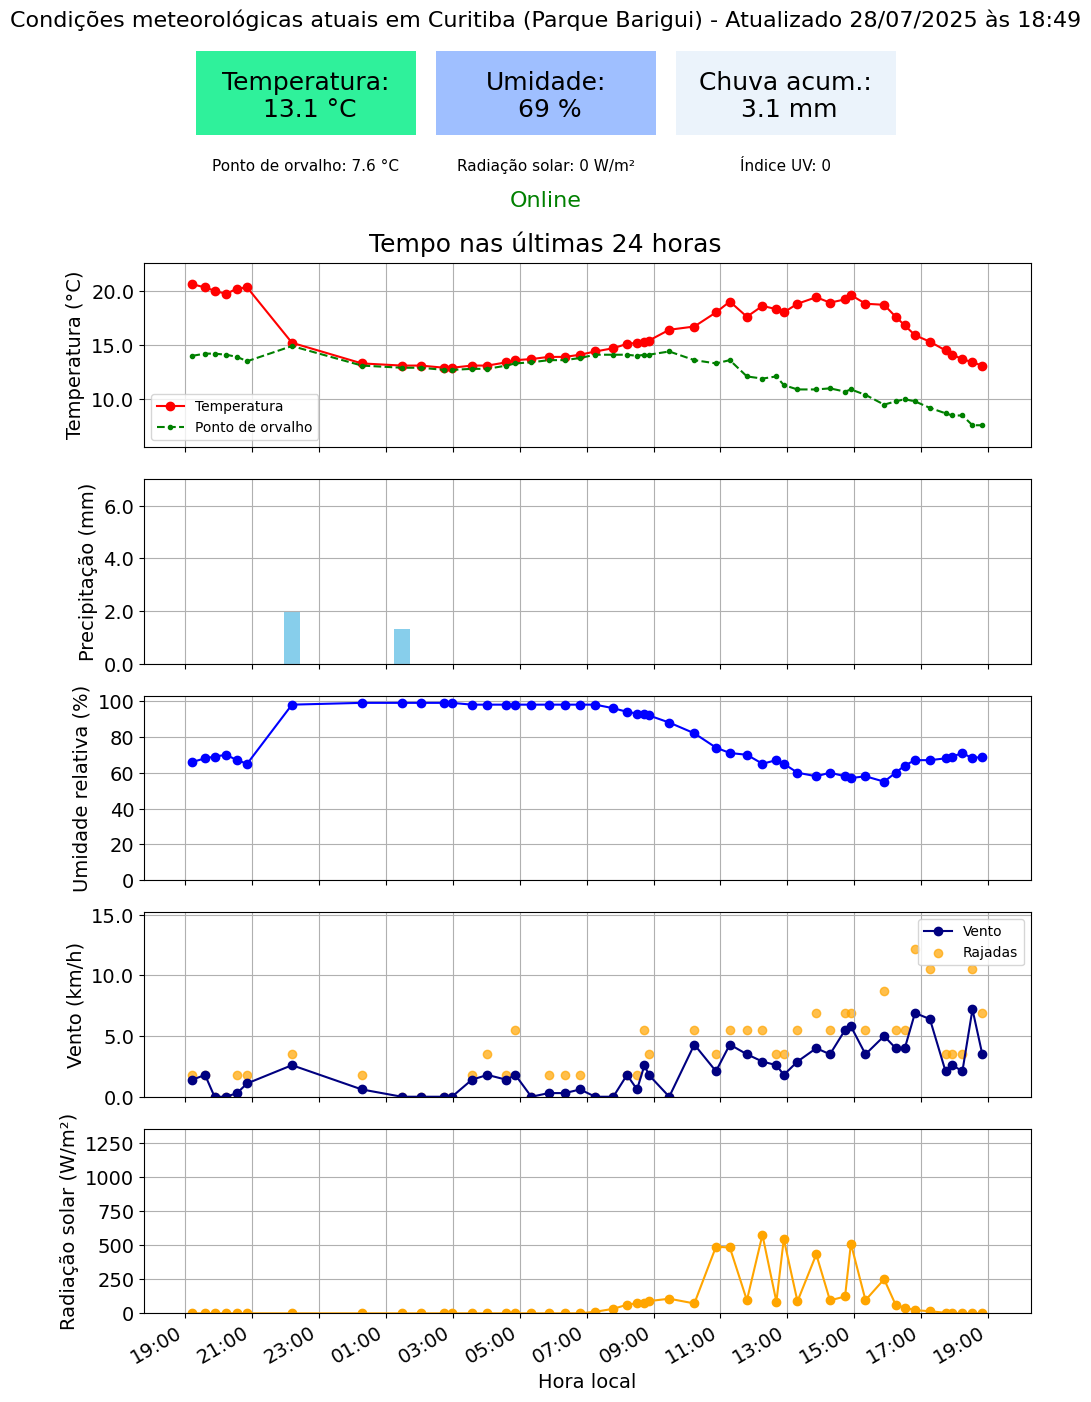 Condições meteorológicas atuais em Curitiba (Parque Barigui) - Atualizado 28/07/2025 às 18:49
Temperatura:
13.1 °C
Umidade:
69 %
Chuva acum.:
3.1 mm
Ponto de orvalho: 7.6 °C
Radiação solar: 0 W/m²
Índice UV: 0
Online
Tempo nas últimas 24 horas
Temperatura (°C)
20.0
15.0
10.0
Temperatura
Ponto de orvalho
Precipitação (mm)
6.0
4.0
2.0
0.0
Umidade relativa (%)
100
80
60
40
20
0
Vento (km/h)
15.0
10.0
5.0
0.0
Vento
Rajadas
Radiação solar (W/m²)
1250
1000
750
500
250
0
19:00
21:00
23:00
01:00
03:00
05:00
07:00
09:00
11:00
13:00
15:00
17:00
19:00
Hora local